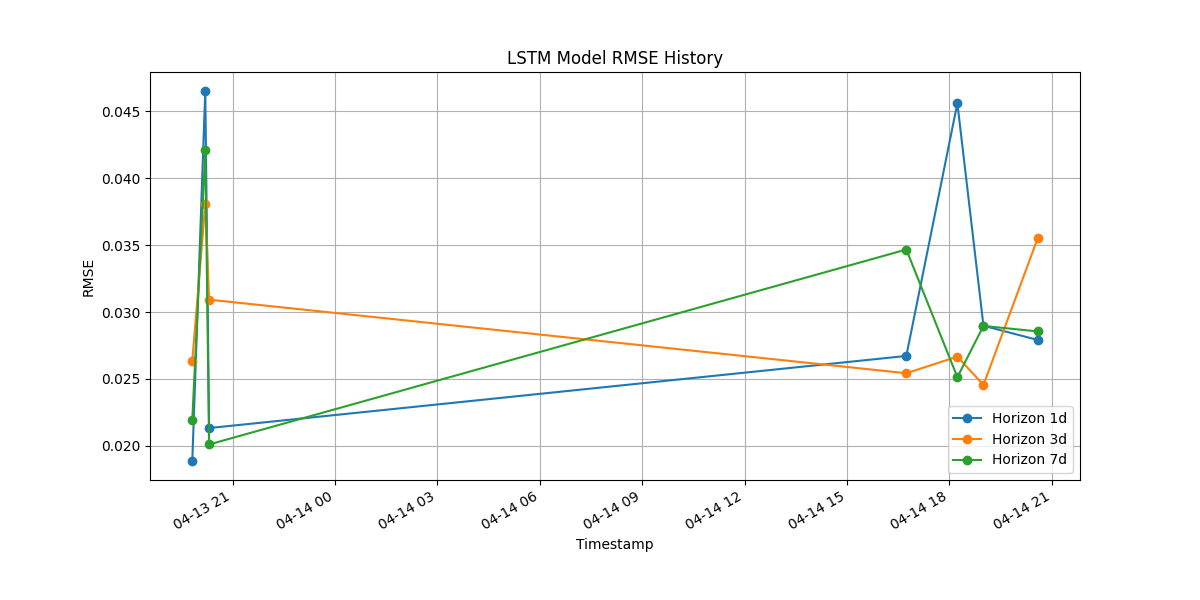 LSTM Model RMSE History
RMSE
0.045
0.040
0.035
0.030
0.025
0.020
Horizon 1d
Horizon 3d
Horizon 7d
04-13 21
04-14 00
04-14 03
04-14 06
04-14 09
04-14 12
04-14 15
04-14 18
04-14 21
Timestamp